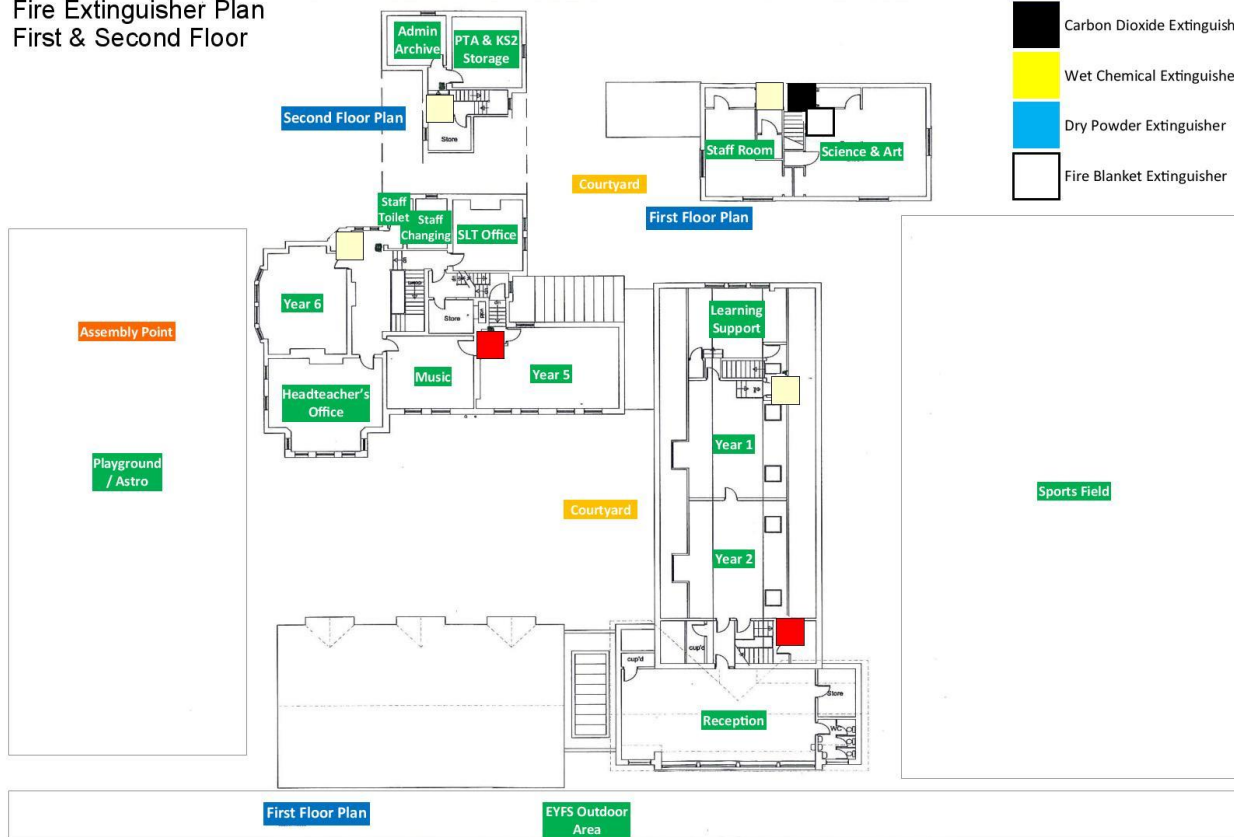 Fire Extinguisher Plan
First & Second Floor
Admin
Archive
PTA & KS2
Storage
Second Floor Plan
Store
Carbon Dioxide Extinguish
Wet Chemical Extinguishe
Dry Powder Extinguisher
Fire Blanket Extinguisher
Staff Room
Science & Art
Courtyard
First Floor Plan
Staff
Toilet
Staff
Changing
SLT Office
Year 6
Store
Assembly Point
Music
Year 5
Headteacher's
Office
Learning
Support
Year 1
Playground
/ Astro
Courtyard
Sports Field
Year 2
cup'd
cup'd
Reception
Store
WC
First Floor Plan
EYFS Outdoor
Area